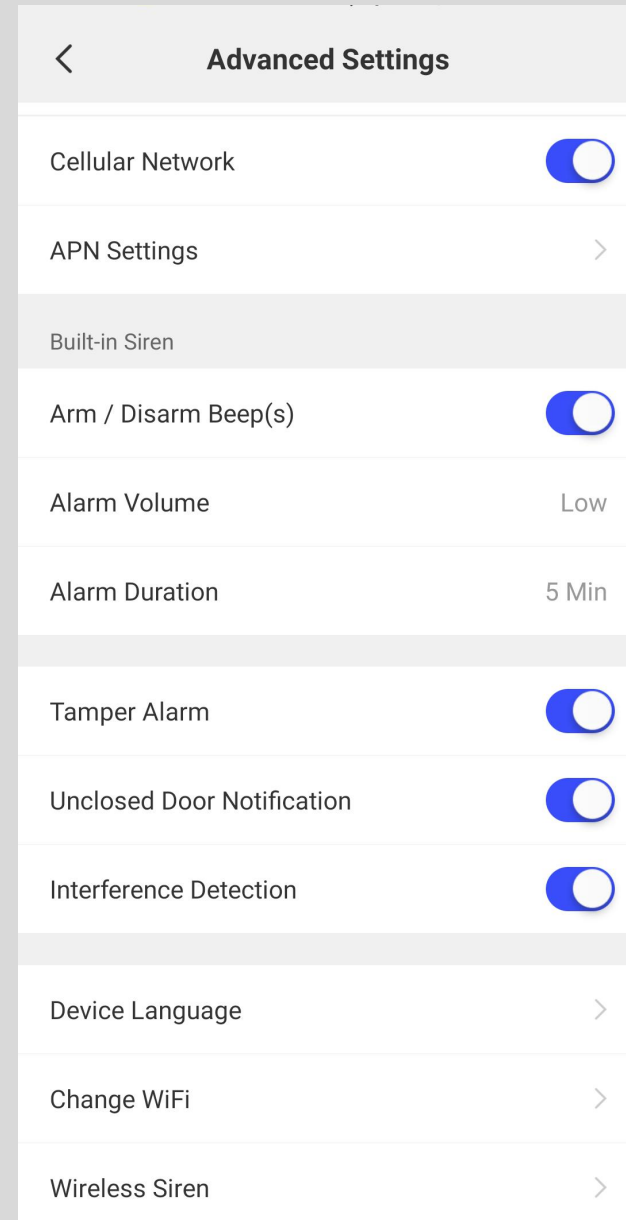 Advanced Settings
Cellular Network
APN Settings
Built-in Siren
Arm / Disarm Beep(s)
Alarm Volume Low
Alarm Duration 5 Min
Tamper Alarm
Unclosed Door Notification
Interference Detection
Device Language
Change WiFi
Wireless Siren